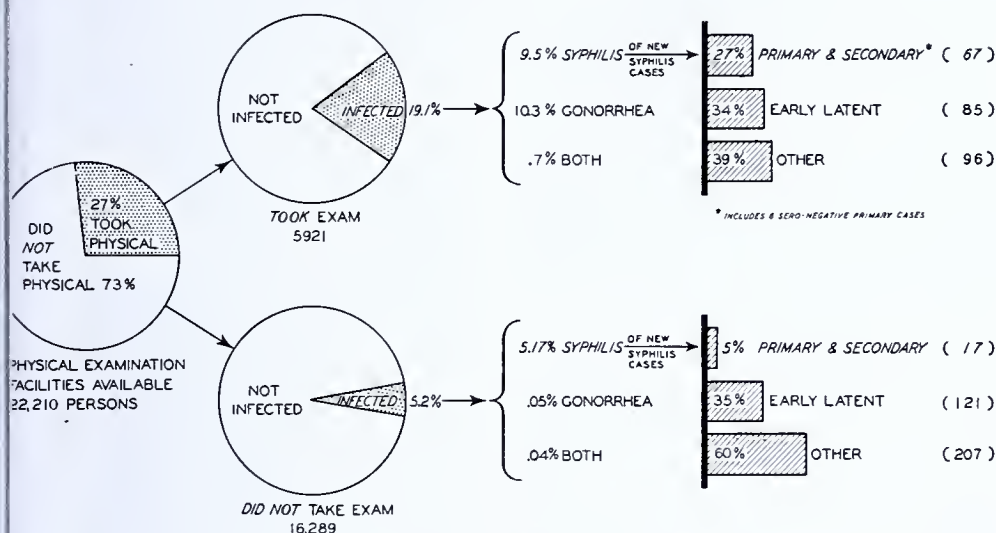 DID
NOT
TAKE
PHYSICAL 73%
27%
TOOK
PHYSICAL
PHYSICAL EXAMINATION
FACILITIES AVAILABLE
22,210 PERSONS
NOT
INFECTED
INFECTED 19.1%
TOOK EXAM
5921
9.5% SYPHILIS OF NEW
SYPHILIS
CASES
10.3% GONORRHEA
.7% BOTH
27% PRIMARY & SECONDARY* ( 67)
34% EARLY LATENT ( 85)
39% OTHER ( 96)
* INCLUDES 6 SERO-NEGATIVE PRIMARY CASES
NOT
INFECTED
INFECTED 5.2%
DID NOT TAKE EXAM
16,289
5.17% SYPHILIS OF NEW
SYPHILIS
CASES
.05% GONORRHEA
.04% BOTH
5% PRIMARY & SECONDARY ( 17)
35% EARLY LATENT (121)
60% OTHER (207)